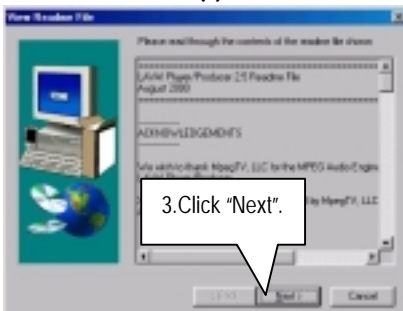 View Readme File
Please read through the contents of the readme file shown
LAVA! Player/Producer 2.5 Readme File
August 2000
ACKNOWLEDGEMENTS
We wish to thank MpegTV, LLC for the MPEG Audio Engine
by MpegTV, LLC
3.Click “Next”.
Next >
Cancel